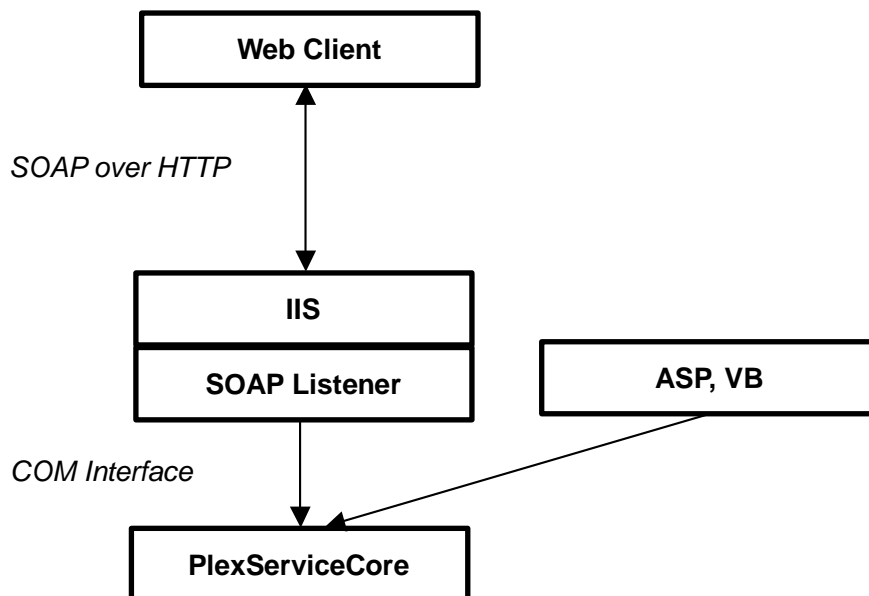 Web Client
SOAP over HTTP
IIS
SOAP Listener
ASP, VB
COM Interface
PlexServiceCore